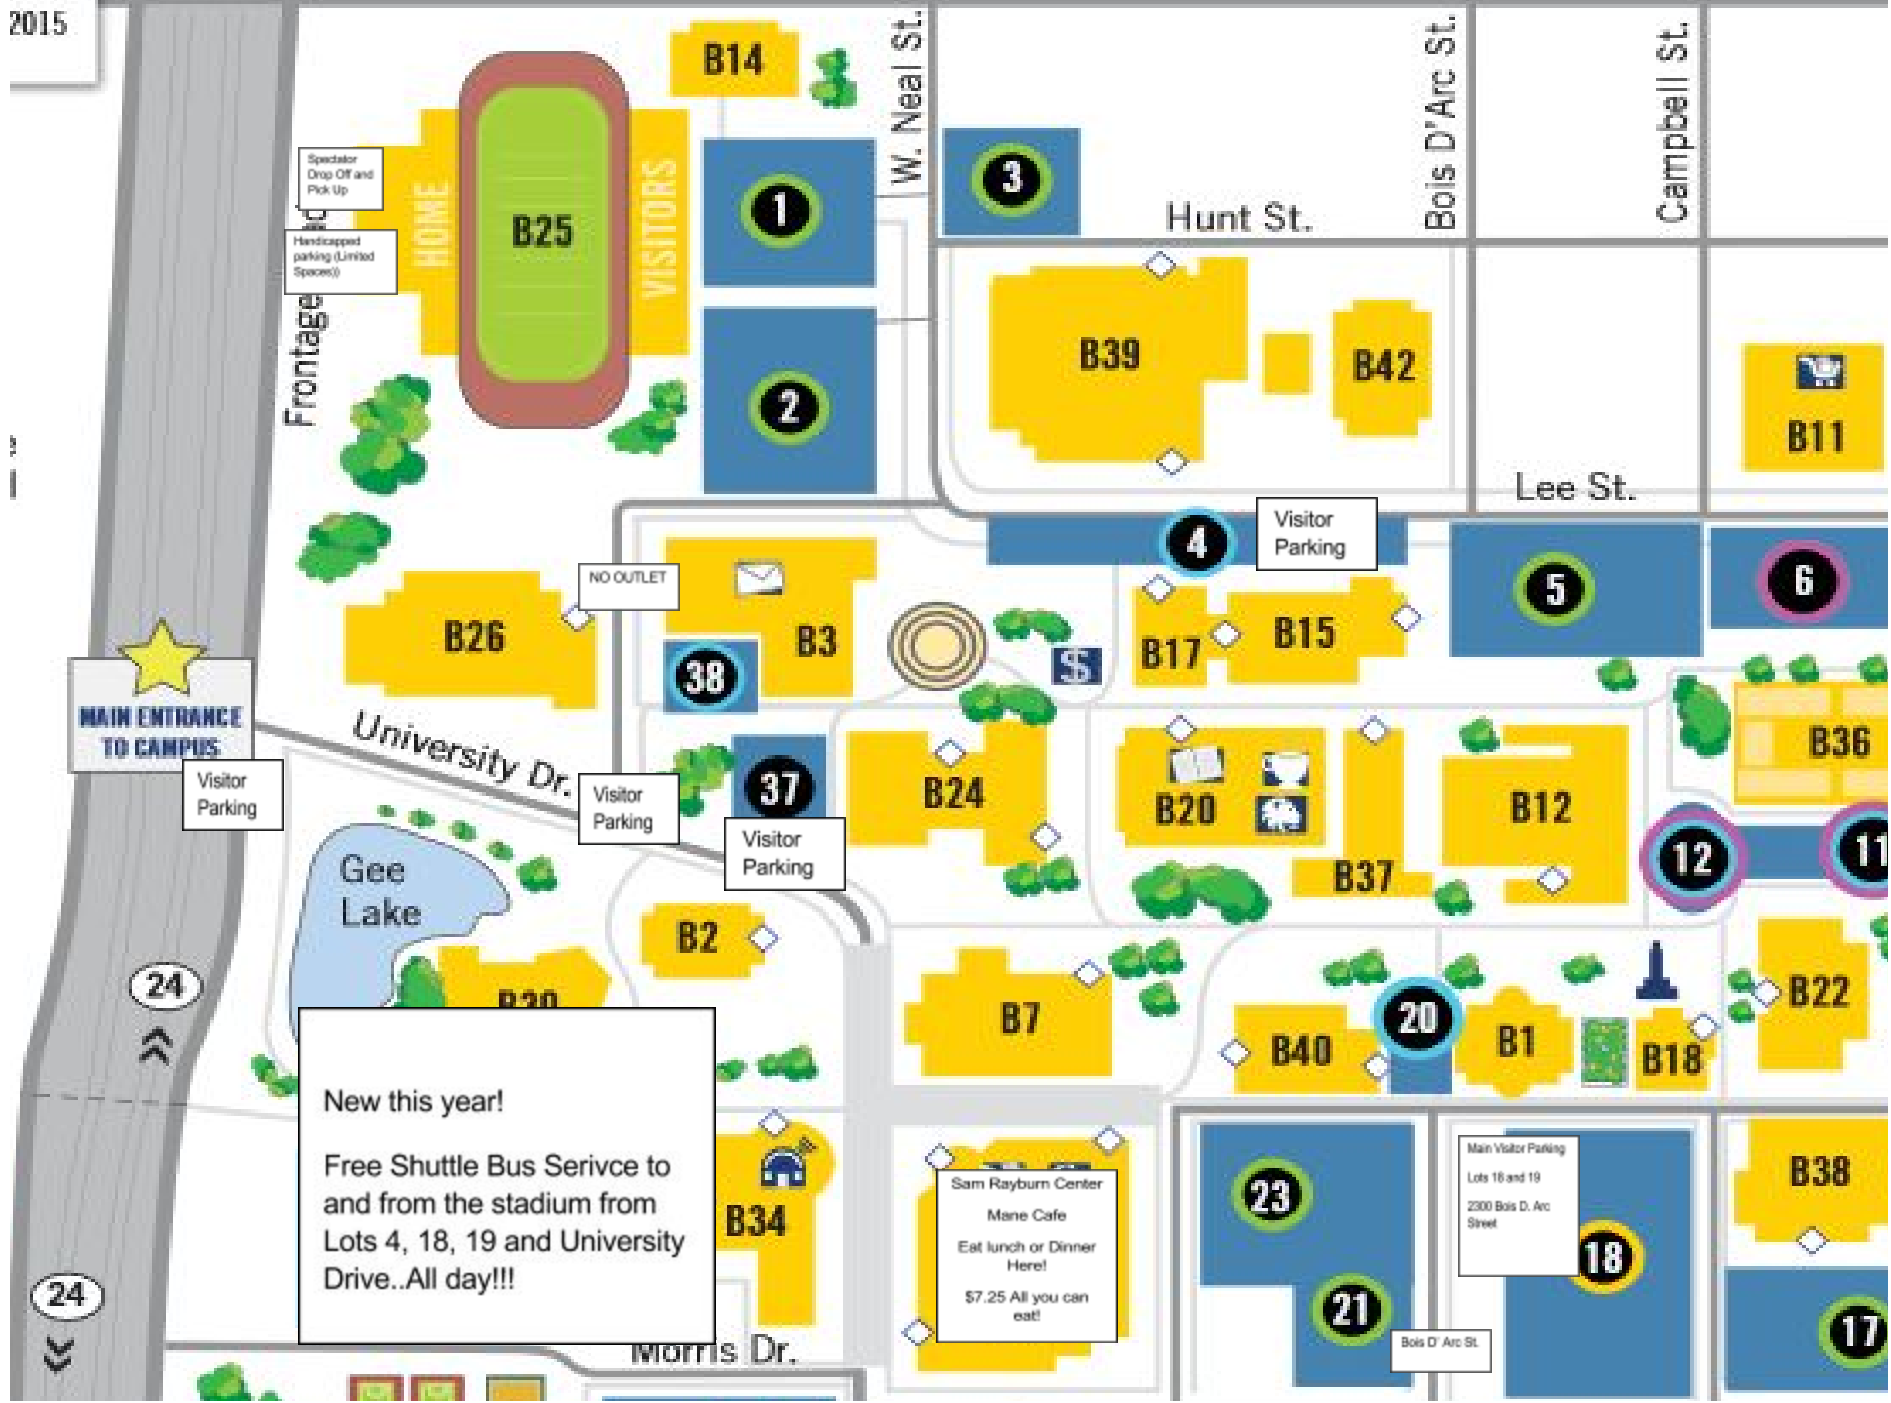 2015
B14
W. Neal St.
Bois D'Arc St.
Campbell St.
Spectator
Drop Off and
Pick Up
HOME
B25
VISITORS
1
3
Hunt St.
Handicapped
parking (Limited
Spaces))
Frontage
2
B39
B42
B11
Lee St.
4
Visitor
Parking
5
6
NO OUTLET
B26
B3
38
$
B17
B15
MAIN ENTRANCE
TO CAMPUS
University Dr.
Visitor
Parking
Visitor
Parking
37
Visitor
Parking
B24
B20
B37
B12
B36
12
11
Gee
Lake
B2
24
B7
B40
20
B1
B18
B22
New this year!
Free Shuttle Bus Serivce to
and from the stadium from
Lots 4, 18, 19 and University
Drive..All day!!!
B34
Sam Rayburn Center
Mane Cafe
Eat lunch or Dinner
Here!
$7.25 All you can
eat!
23
21
Main Visitor Parking
Lots 18 and 19
2300 Bois D. Arc
Street
18
B38
17
Bois D' Arc St.
24
Morris Dr.